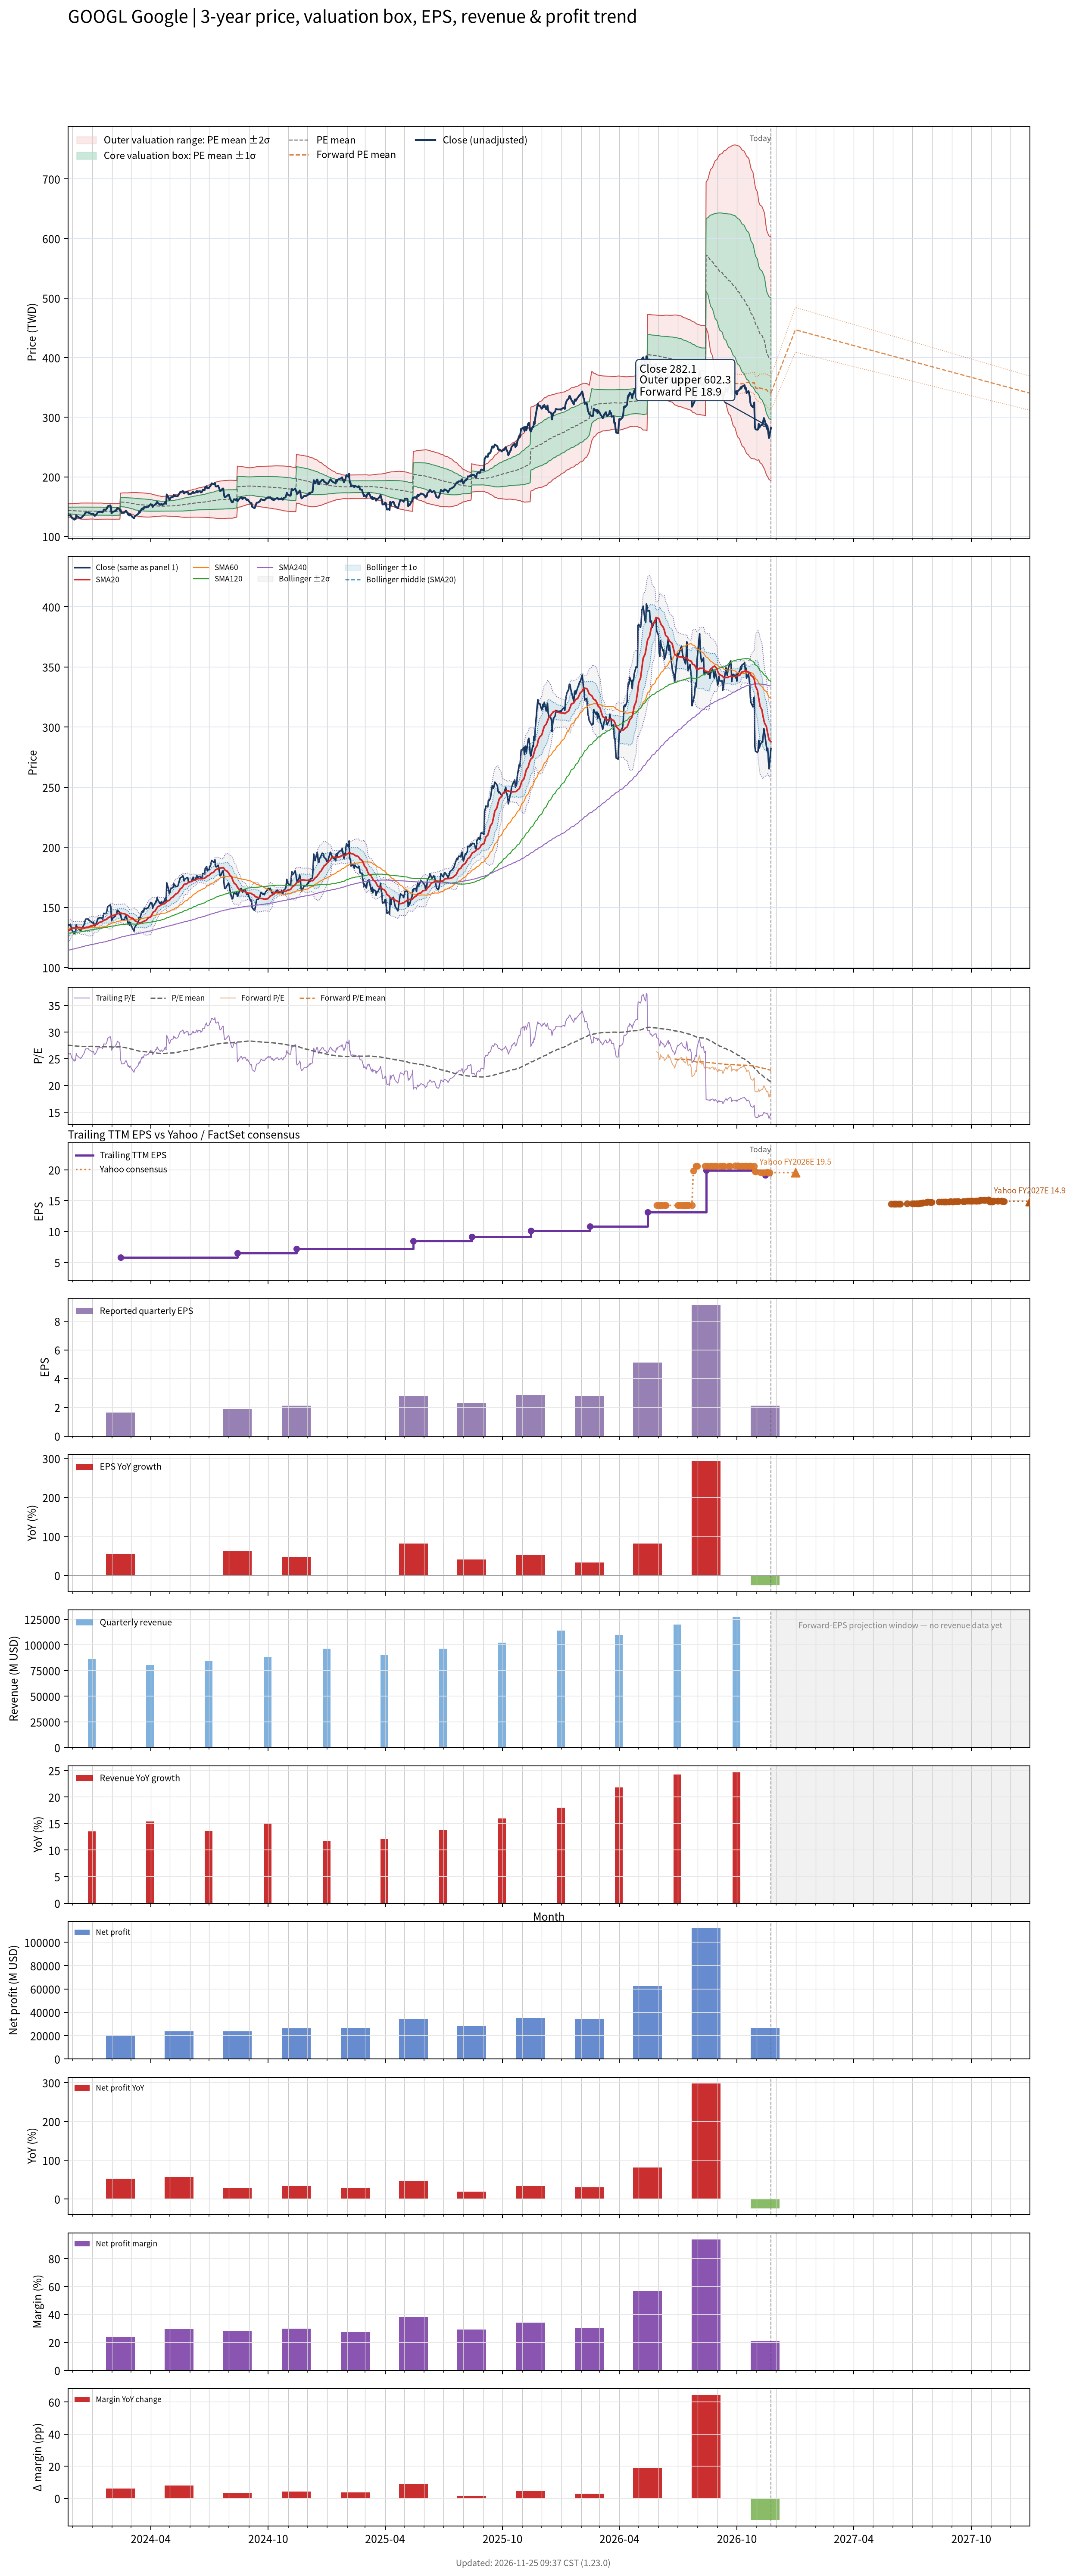 GOOGL Google | 3-year price, valuation box, EPS, revenue & profit trend
Outer valuation range: PE mean ±2σ
Core valuation box: PE mean ±1σ
PE mean
Forward PE mean
Close (unadjusted)
Today
Price (TWD)
700
600
500
400
300
200
100
Close 282.1
Outer upper 602.3
Forward PE 18.9
Close (same as panel 1)
SMA20
SMA60
SMA120
SMA240
Bollinger ±2σ
Bollinger ±1σ
Bollinger middle (SMA20)
Price
400
350
300
250
200
150
100
Trailing P/E
P/E mean
Forward P/E
Forward P/E mean
P/E
35
30
25
20
15
Trailing TTM EPS vs Yahoo / FactSet consensus
Trailing TTM EPS
Yahoo consensus
Today
Yahoo FY2026E 19.5
Yahoo FY2027E 14.9
EPS
20
15
10
5
Reported quarterly EPS
EPS
8
6
4
2
0
EPS YoY growth
YoY (%)
300
200
100
0
Quarterly revenue
Forward-EPS projection window — no revenue data yet
Revenue (M USD)
125000
100000
75000
50000
25000
0
Revenue YoY growth
YoY (%)
25
20
15
10
5
0
Month
Net profit
Net profit (M USD)
100000
80000
60000
40000
20000
0
Net profit YoY
YoY (%)
300
200
100
0
Net profit margin
Margin (%)
80
60
40
20
0
Margin YoY change
Δ margin (pp)
60
40
20
0
2024-04
2024-10
2025-04
2025-10
2026-04
2026-10
2027-04
2027-10
Updated: 2026-11-25 09:37 CST (1.23.0)